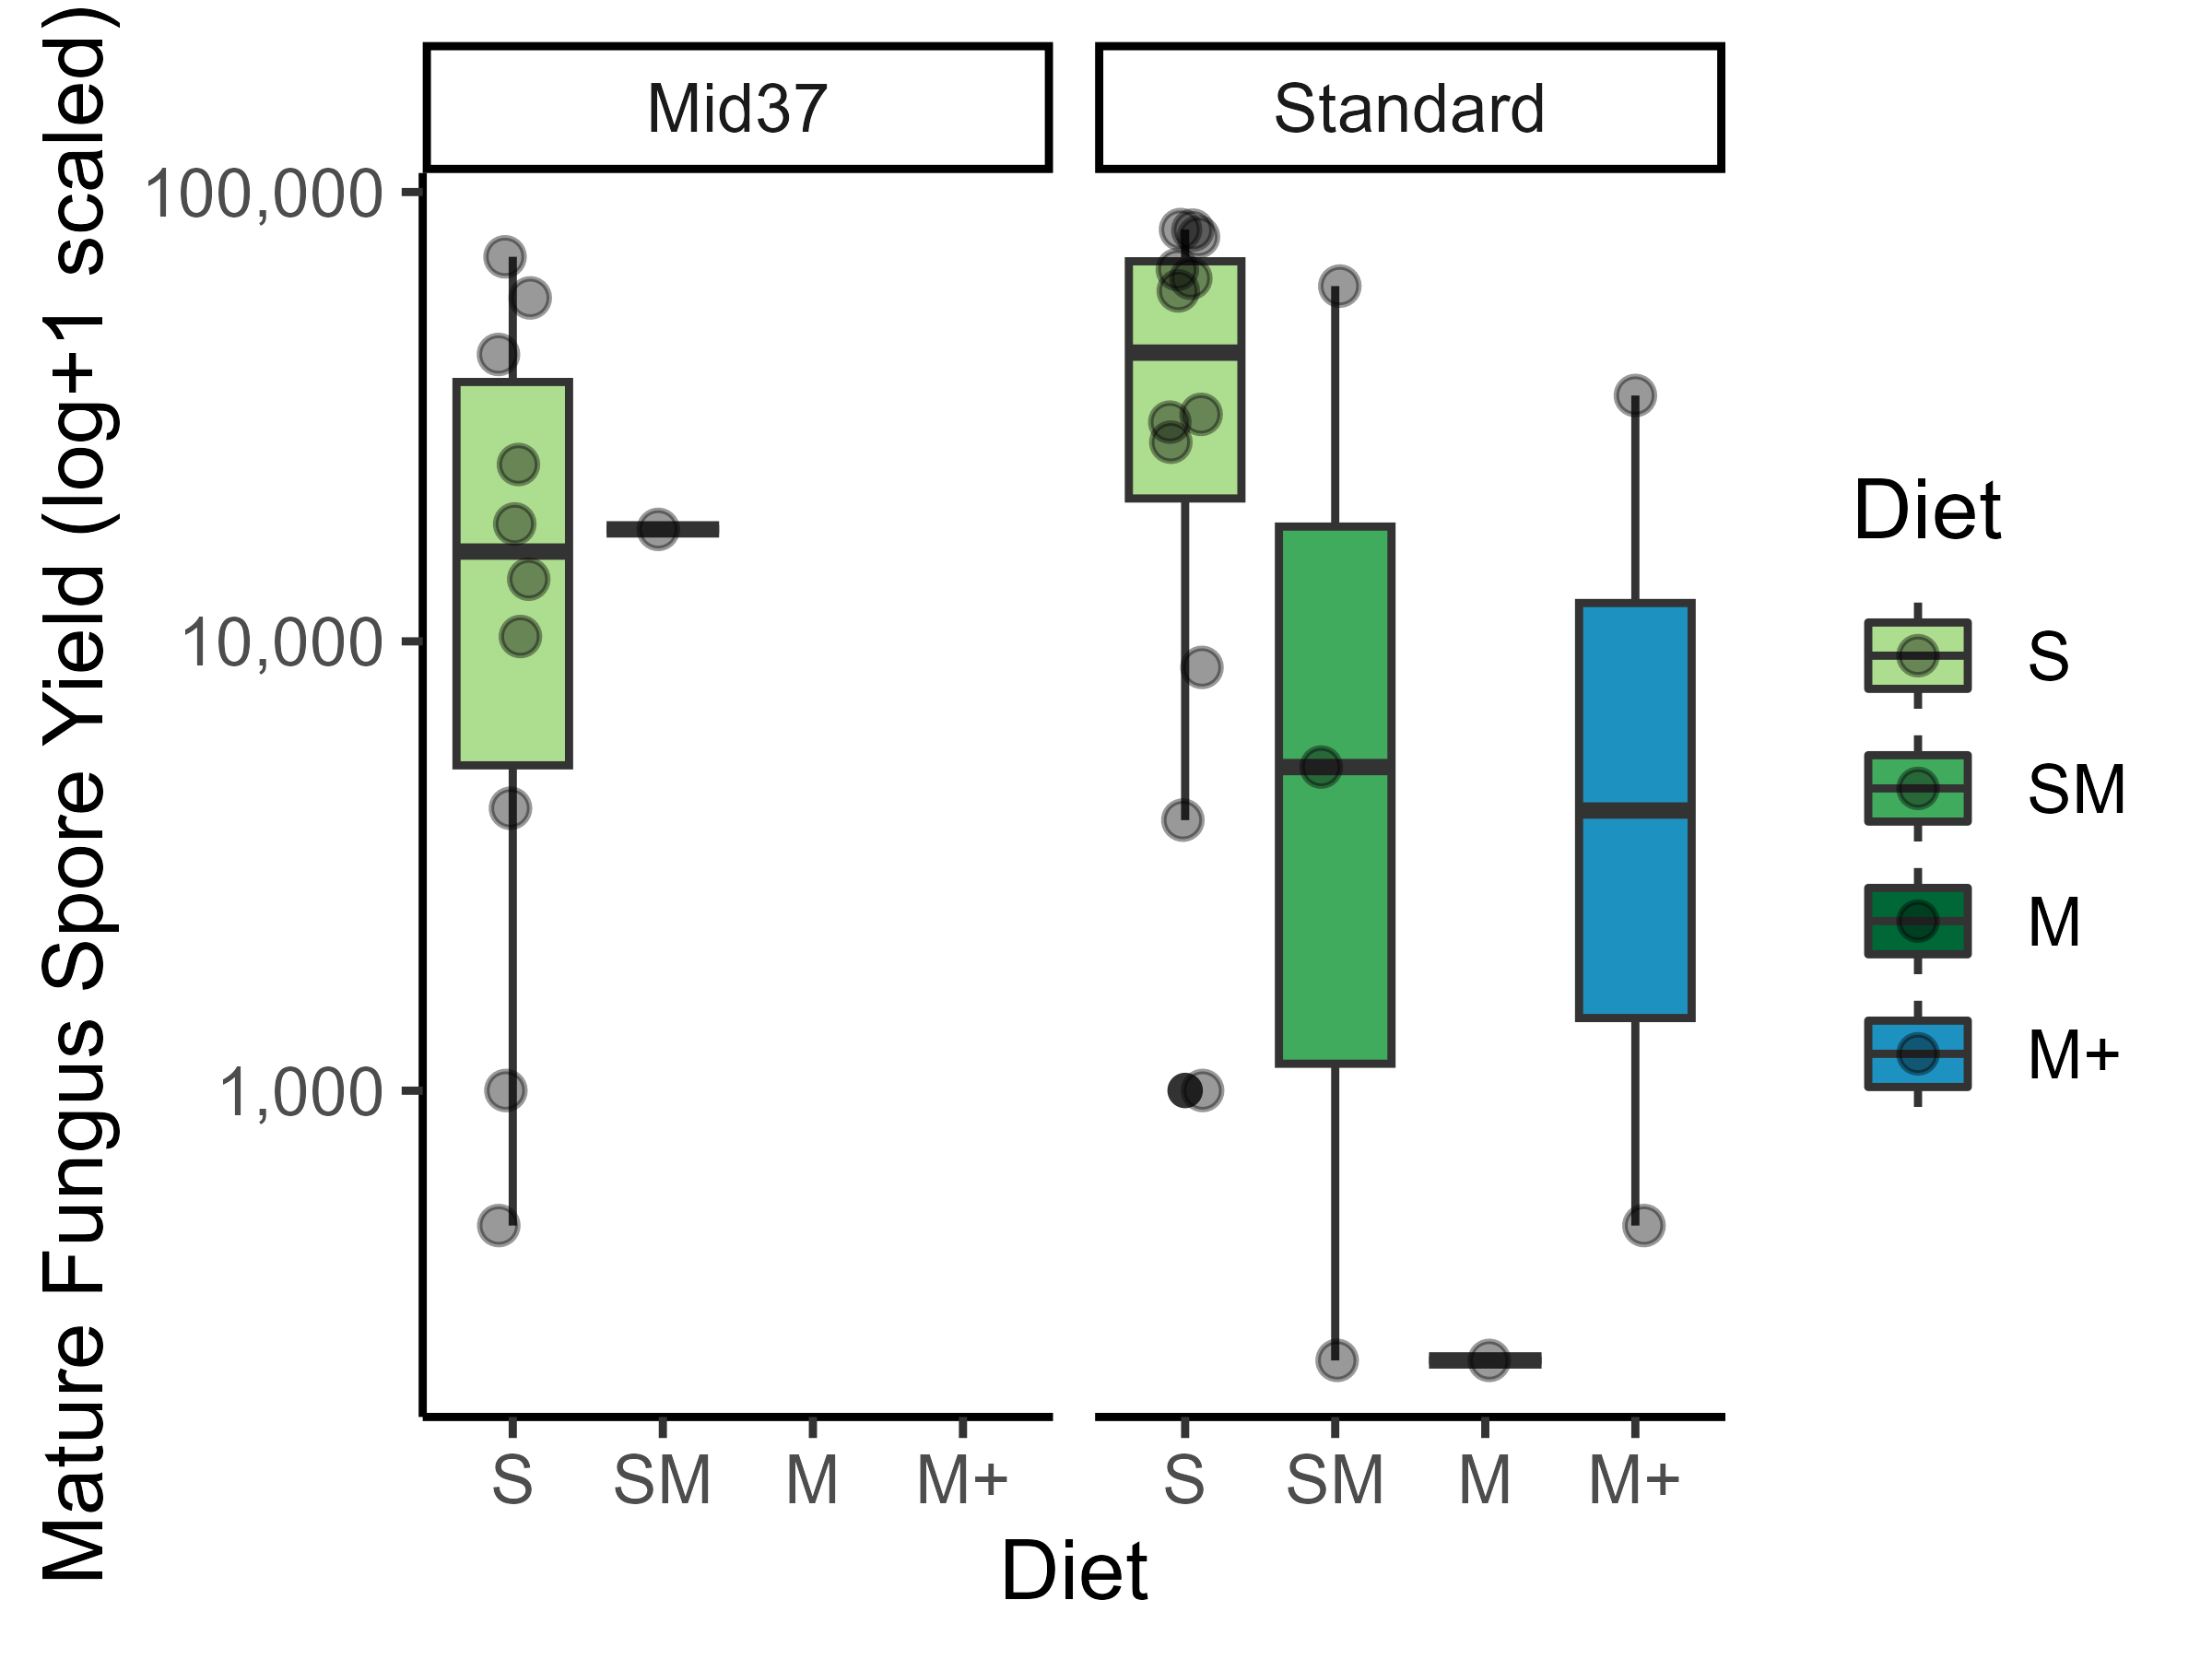 Mid37
Standard
Mature Fungus Spore Yield (log+1 scaled)
100,000
10,000
1,000
S
SM
M
M+
S
SM
M
M+
Diet
Diet
S
SM
M
M+